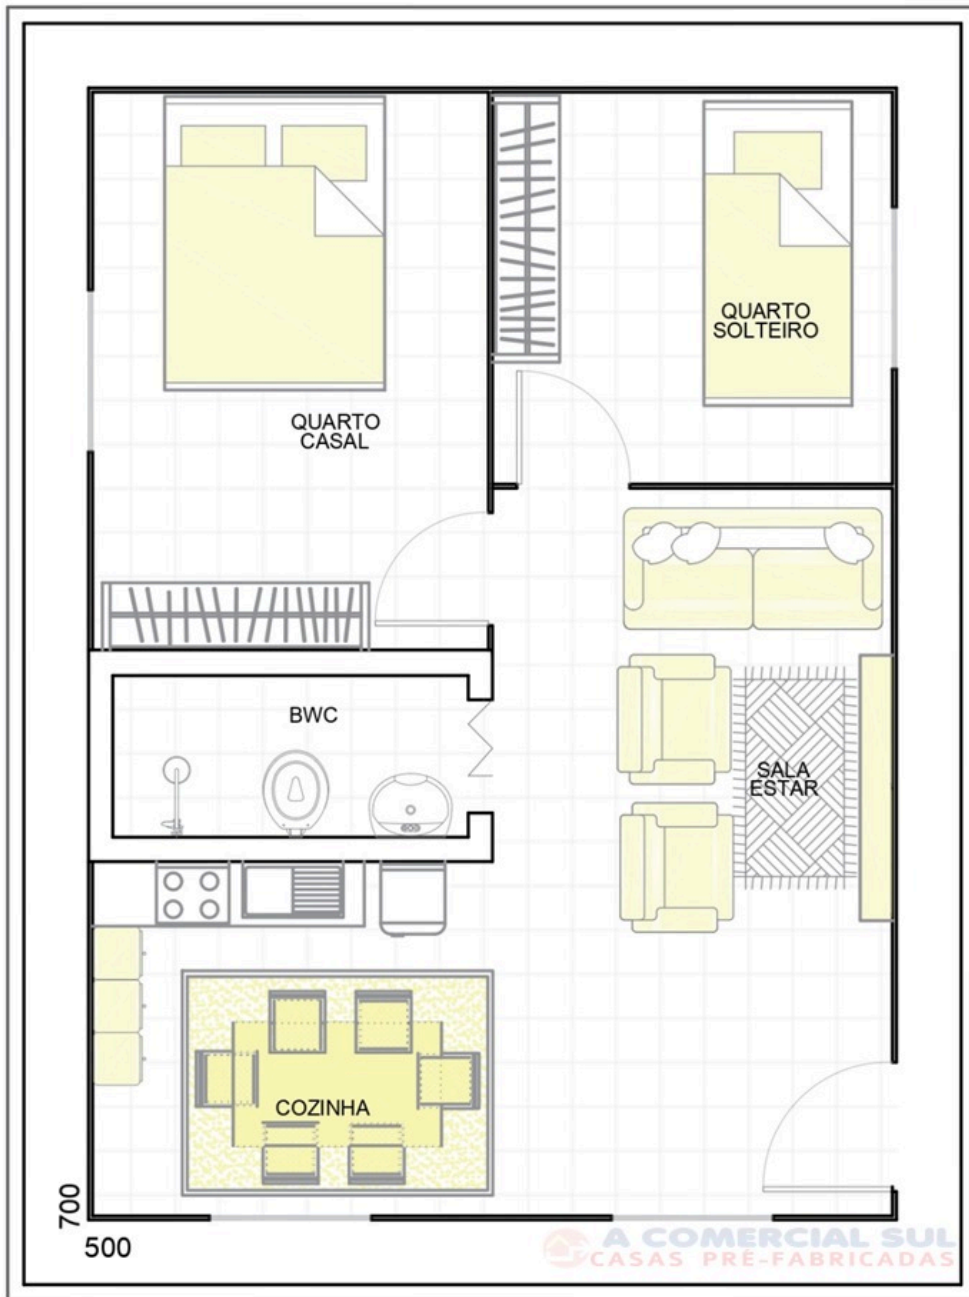 QUARTO
SOLTEIRO
QUARTO
CASAL
BWC
SALA
ESTAR
COZINHA
700
500
A COMERCIAL SUL
CASAS PRÉ-FABRICADAS